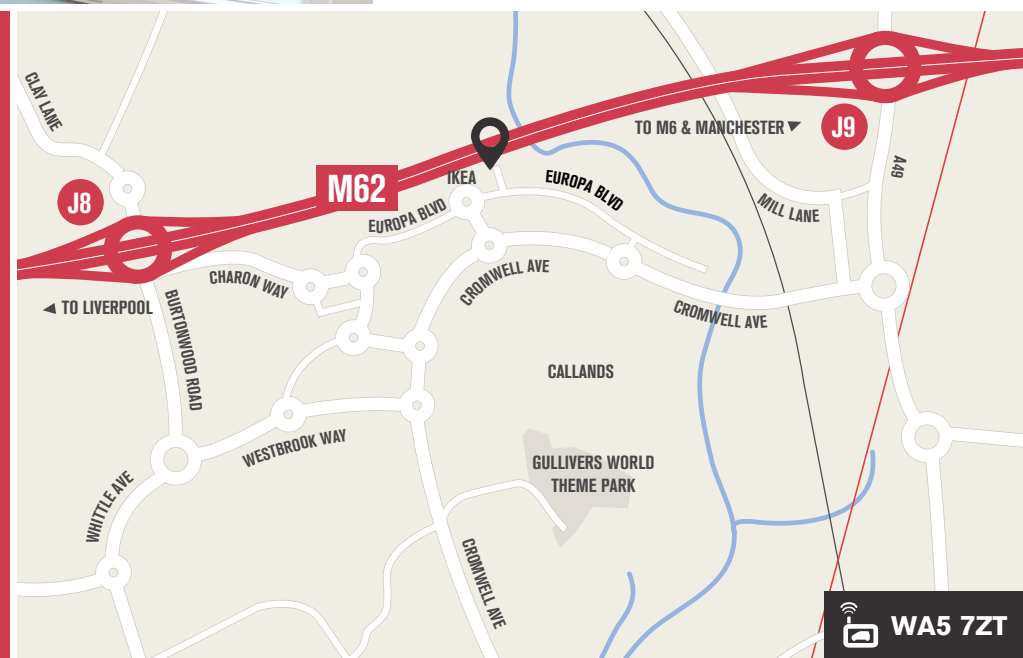 CLAY LANE
J8
M62
IKEA
EUROPA BLVD
EUROPA BLVD
TO M6 & MANCHESTER
J9
A49
MILL LANE
CHARON WAY
CROMWELL AVE
CROMWELL AVE
TO LIVERPOOL
BURTONWOOD ROAD
CALLANDS
WESTBROOK WAY
GULLIVERS WORLD
THEME PARK
WHITTLE AVE
CROMWELL AVE
WA5 7ZT